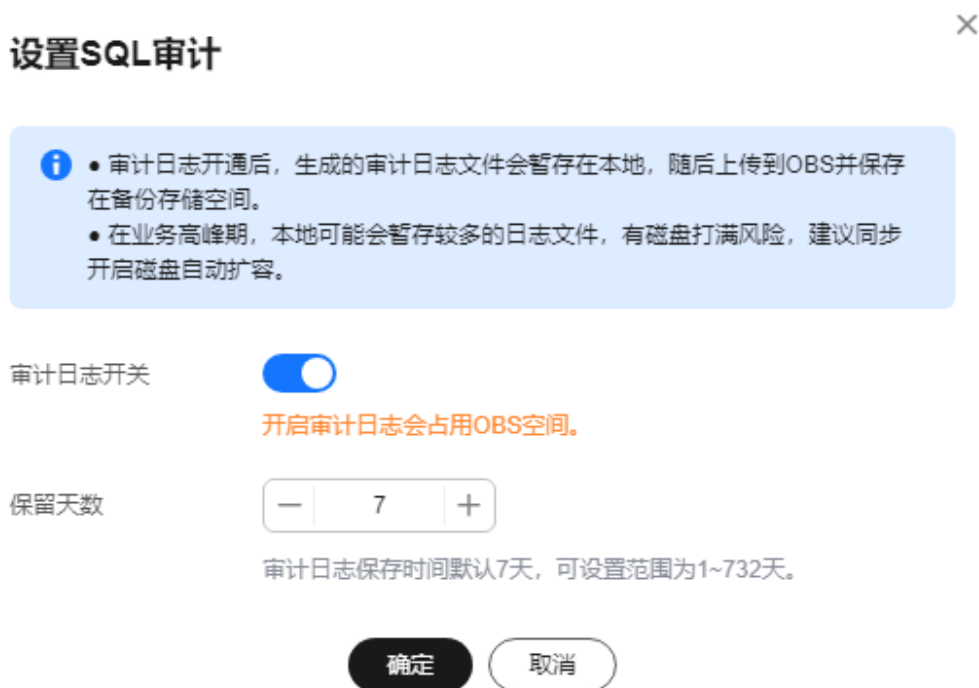 设置SQL审计
● 审计日志开通后，生成的审计日志文件会暂存在本地，随后上传到OBS并保存
在备份存储空间。
● 在业务高峰期，本地可能会暂存较多的日志文件，有磁盘打满风险，建议同步
开启磁盘自动扩容。
审计日志开关
开启审计日志会占用OBS空间。
保留天数
7
审计日志保存时间默认7天，可设置范围为1~732天。
确定 取消